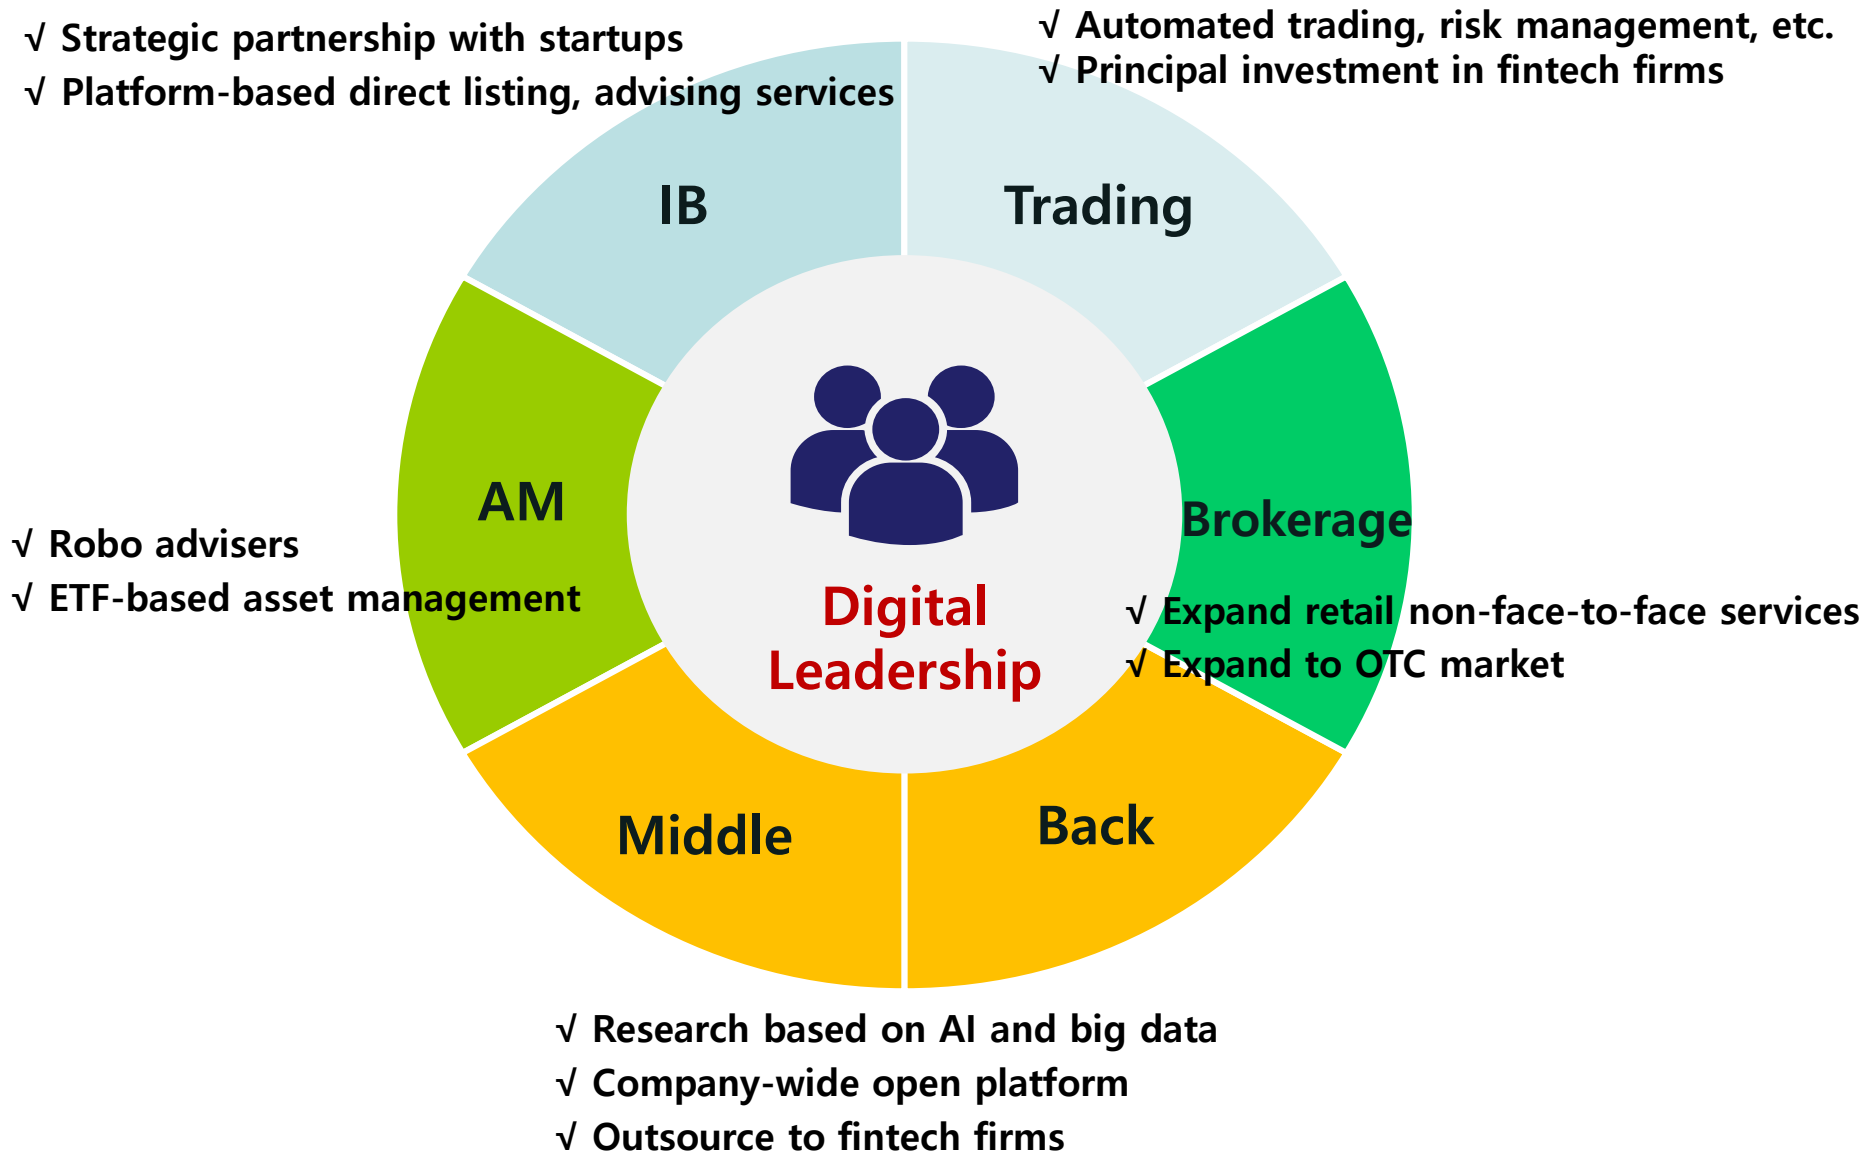 √ Strategic partnership with startups
√ Platform-based direct listing, advising services
√ Automated trading, risk management, etc.
√ Principal investment in fintech firms
IB
Trading
AM
√ Robo advisers
√ ETF-based asset management
Digital
Leadership
Brokerage
√ Expand retail non-face-to-face services
√ Expand to OTC market
Middle
Back
√ Research based on AI and big data
√ Company-wide open platform
√ Outsource to fintech firms